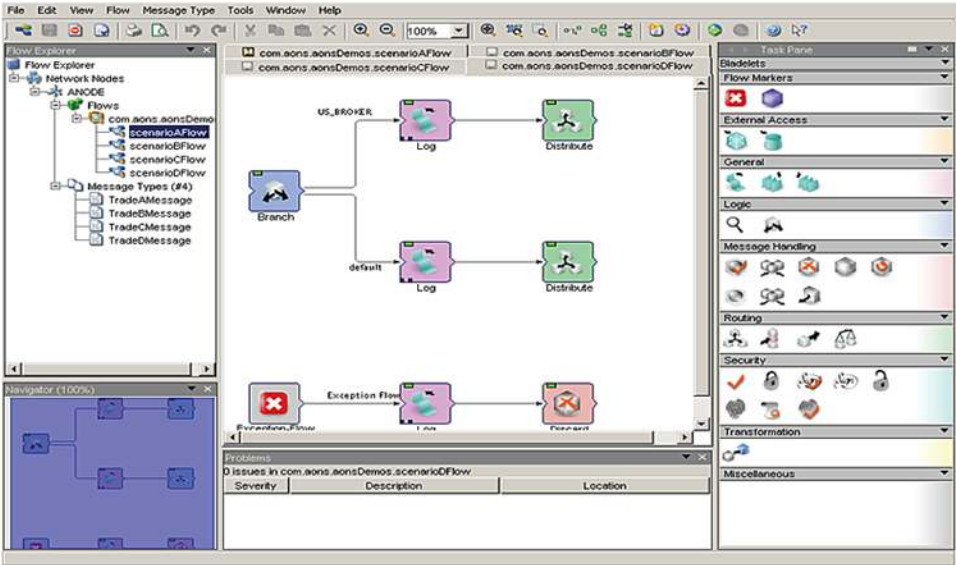 File Edit View Flow Message Type Tools Window Help
100%
Flow Explorer
Flow Explorer
Network Nodes
ANODE
Flows
com.aons.aonsDemo
scenarioAFlow
scenarioBFlow
scenarioCFlow
scenarioDFlow
Message Types (#4)
TradeAMessage
TradeBMessage
TradeCMessage
TradeDMessage
Navigator (100%)
com.aons.aonsDemos.scenarioAFlow
com.aons.aonsDemos.scenarioBFlow
com.aons.aonsDemos.scenarioCFlow
com.aons.aonsDemos.scenarioDFlow
US_BROKER
Log
Distribute
Branch
default
Log
Distribute
Exception Flow
Exception-Flow
Log
Discard
Problems
0 issues in com.aons.aonsDemos.scenarioDFlow
Severity Description Location
Task Pane
Bladelets
Flow Markers
External Access
General
Logic
Message Handling
Routing
Security
Transformation
Miscellaneous